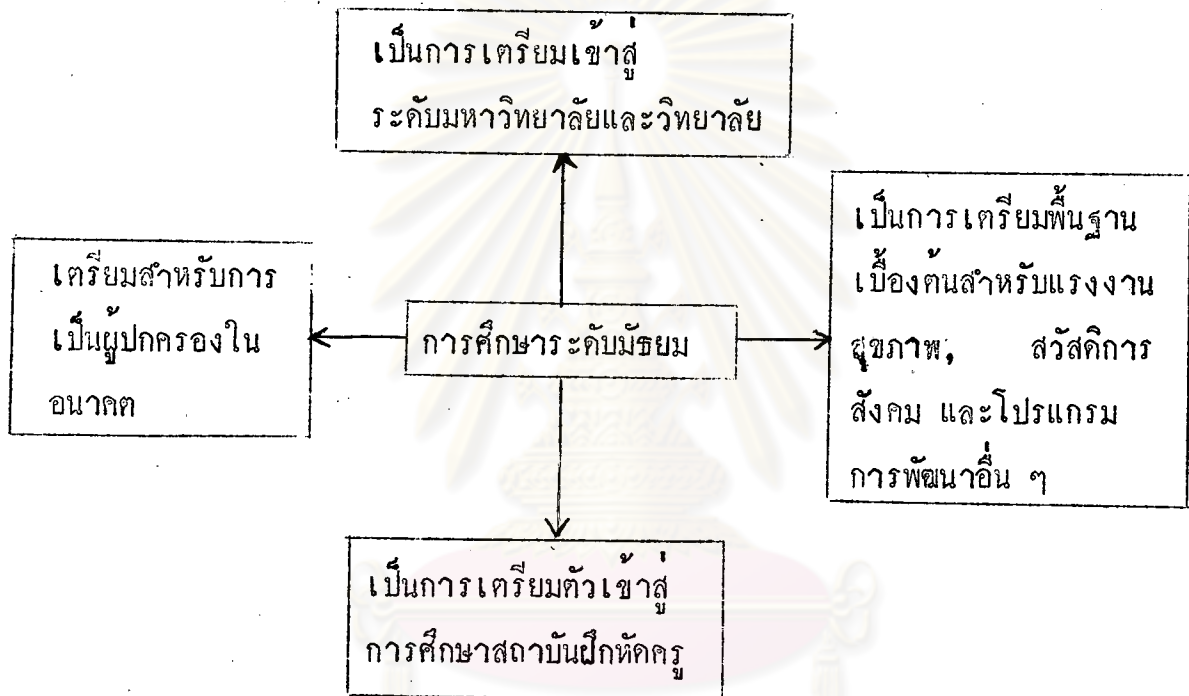 เป็นการเตรียมเข้าสู่
ระดับมหาวิทยาลัยและวิทยาลัย
เตรียมสำหรับการ
เป็นผู้ปกครองใน
อนาคต
การศึกษาระดับมัธยม
เป็นการเตรียมพื้นฐาน
เบื้องต้นสำหรับแรงงาน
สุขภาพ, สวัสดิการ
สังคม และโปรแกรม
การพัฒนาอื่น ๆ
เป็นการเตรียมตัวเข้าสู่
การศึกษาสถาบันฝึกหัดครู